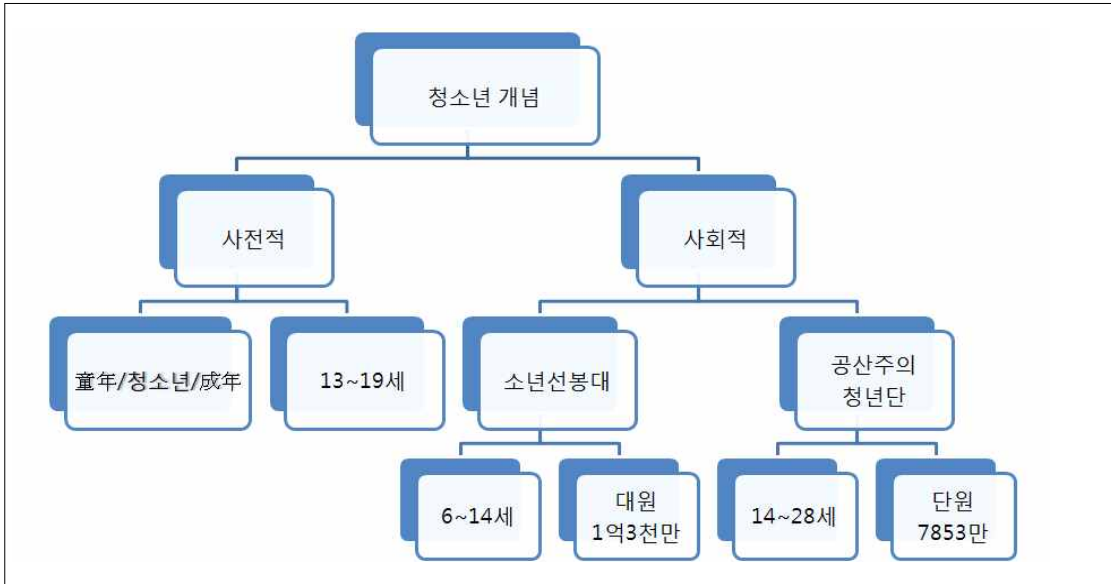 청소년 개념
사전적
사회적
童年/청소년/成年
13~19세
소년선봉대
공산주의
청년단
6~14세
대원
1억3천만
14~28세
단원
7853만